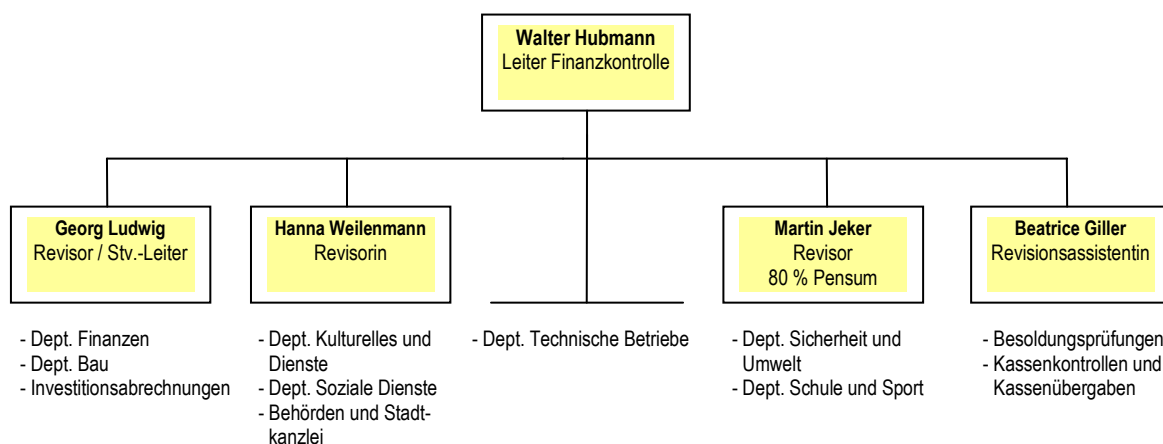 Walter Hubmann
Leiter Finanzkontrolle
Georg Ludwig
Revisor / Stv.-Leiter
Hanna Weilenmann
Revisorin
Martin Jeker
Revisor
80 % Pensum
Beatrice Giller
Revisionsassistentin
- Dept. Finanzen
- Dept. Bau
- Investitionsabrechnungen
- Dept. Kulturelles und
Dienste
- Dept. Soziale Dienste
- Behörden und Stadt-
kanzlei
- Dept. Technische Betriebe
- Dept. Sicherheit und
Umwelt
- Dept. Schule und Sport
- Besoldungsprüfungen
- Kassenkontrollen und
Kassenübergaben